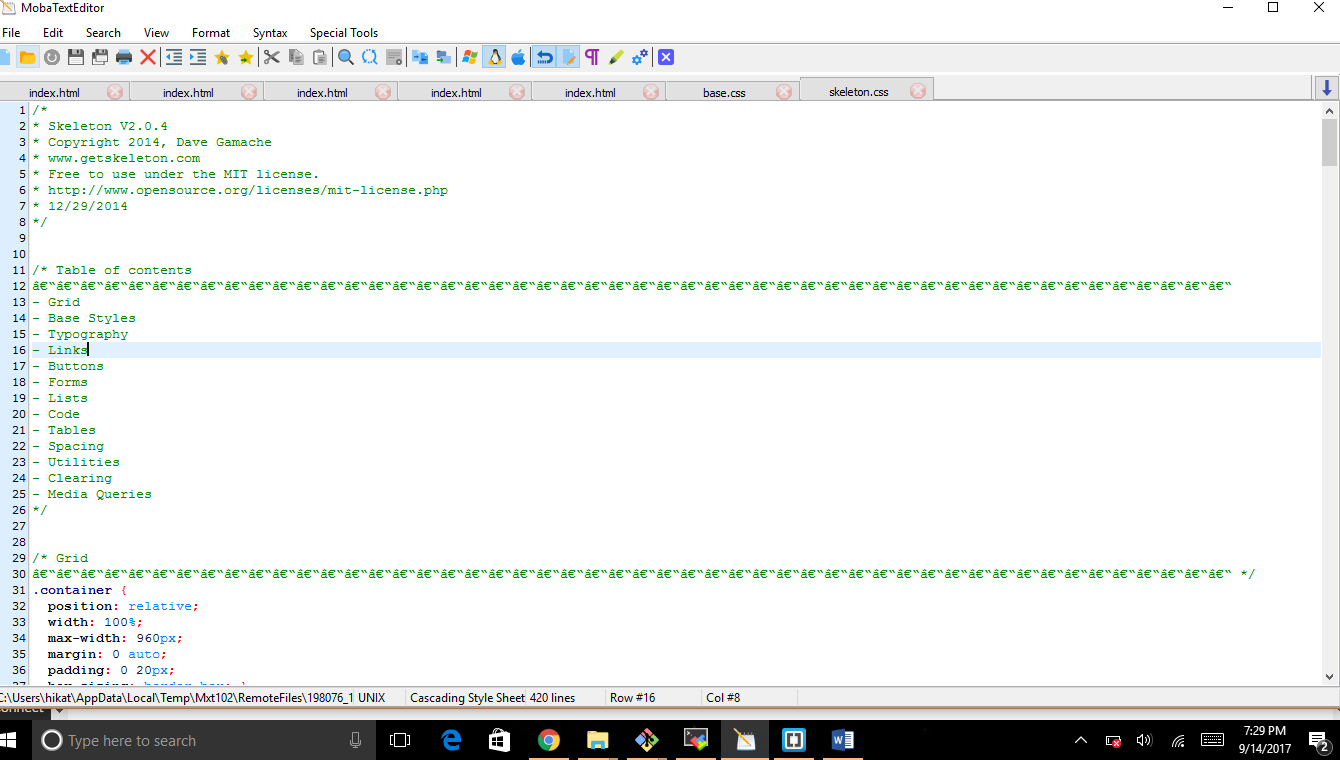 MobaTextEditor
File Edit Search View Format Syntax Special Tools
index.html index.html index.html index.html index.html base.css skeleton.css
1 /*
2 * Skeleton V2.0.4
3 * Copyright 2014, Dave Gamache
4 * www.getskeleton.com
5 * Free to use under the MIT license.
6 * http://www.opensource.org/licenses/mit-license.php
7 * 12/29/2014
8 */
9
10
11 /* Table of contents
12 â€“â€“â€“â€“â€“â€“â€“â€“â€“â€“â€“â€“â€“â€“â€“â€“â€“â€“â€“â€“â€“â€“â€“â€“â€“â€“â€“â€“â€“â€“â€“â€“â€“â€“â€“â€“â€“â€“â€“â€“â€“â€“â€“â€“â€“â€“â€“â€“â€“â€“
13 - Grid
14 - Base Styles
15 - Typography
16 - Links
17 - Buttons
18 - Forms
19 - Lists
20 - Code
21 - Tables
22 - Spacing
23 - Utilities
24 - Clearing
25 - Media Queries
26 */
27
28
29 /* Grid
30 â€“â€“â€“â€“â€“â€“â€“â€“â€“â€“â€“â€“â€“â€“â€“â€“â€“â€“â€“â€“â€“â€“â€“â€“â€“â€“â€“â€“â€“â€“â€“â€“â€“â€“â€“â€“â€“â€“â€“â€“â€“â€“â€“â€“â€“â€“â€“â€“â€“â€“ */
31 .container {
32 position: relative;
33 width: 100%;
34 max-width: 960px;
35 margin: 0 auto;
36 padding: 0 20px;
C:\Users\hikat\AppData\Local\Temp\Mxt102\RemoteFiles\198076_1 UNIX Cascading Style Sheet 420 lines Row #16 Col #8
Type here to search
7:29 PM
9/14/2017
2